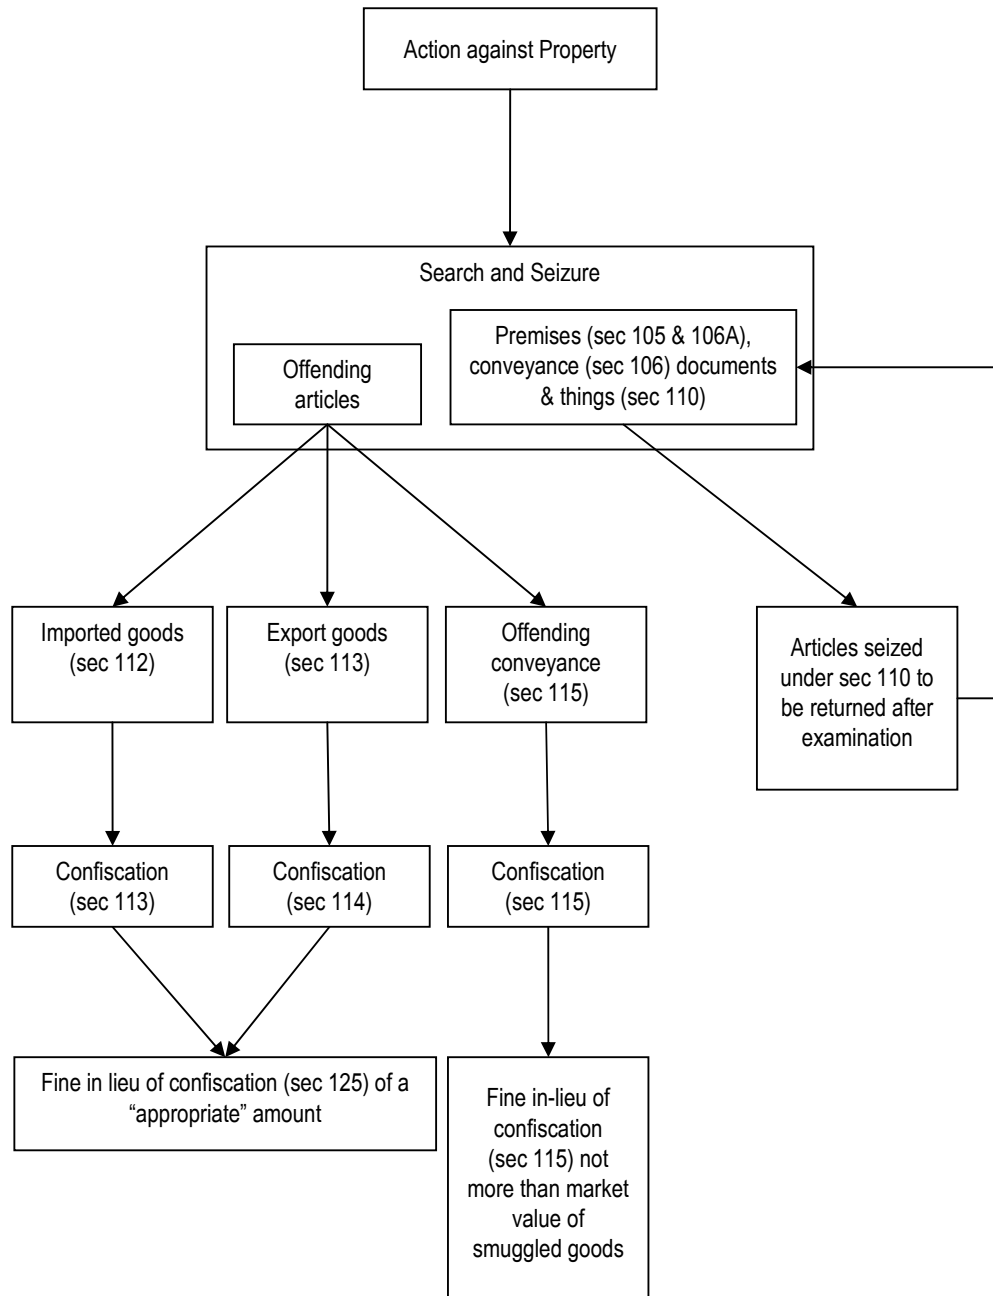 Action against Property
Search and Seizure
Offending
articles
Premises (sec 105 & 106A),
conveyance (sec 106) documents
& things (sec 110)
Imported goods
(sec 112)
Export goods
(sec 113)
Offending
conveyance
(sec 115)
Articles seized
under sec 110 to
be returned after
examination
Confiscation
(sec 113)
Confiscation
(sec 114)
Confiscation
(sec 115)
Fine in lieu of confiscation (sec 125) of a
“appropriate” amount
Fine in-lieu of
confiscation
(sec 115) not
more than market
value of
smuggled goods